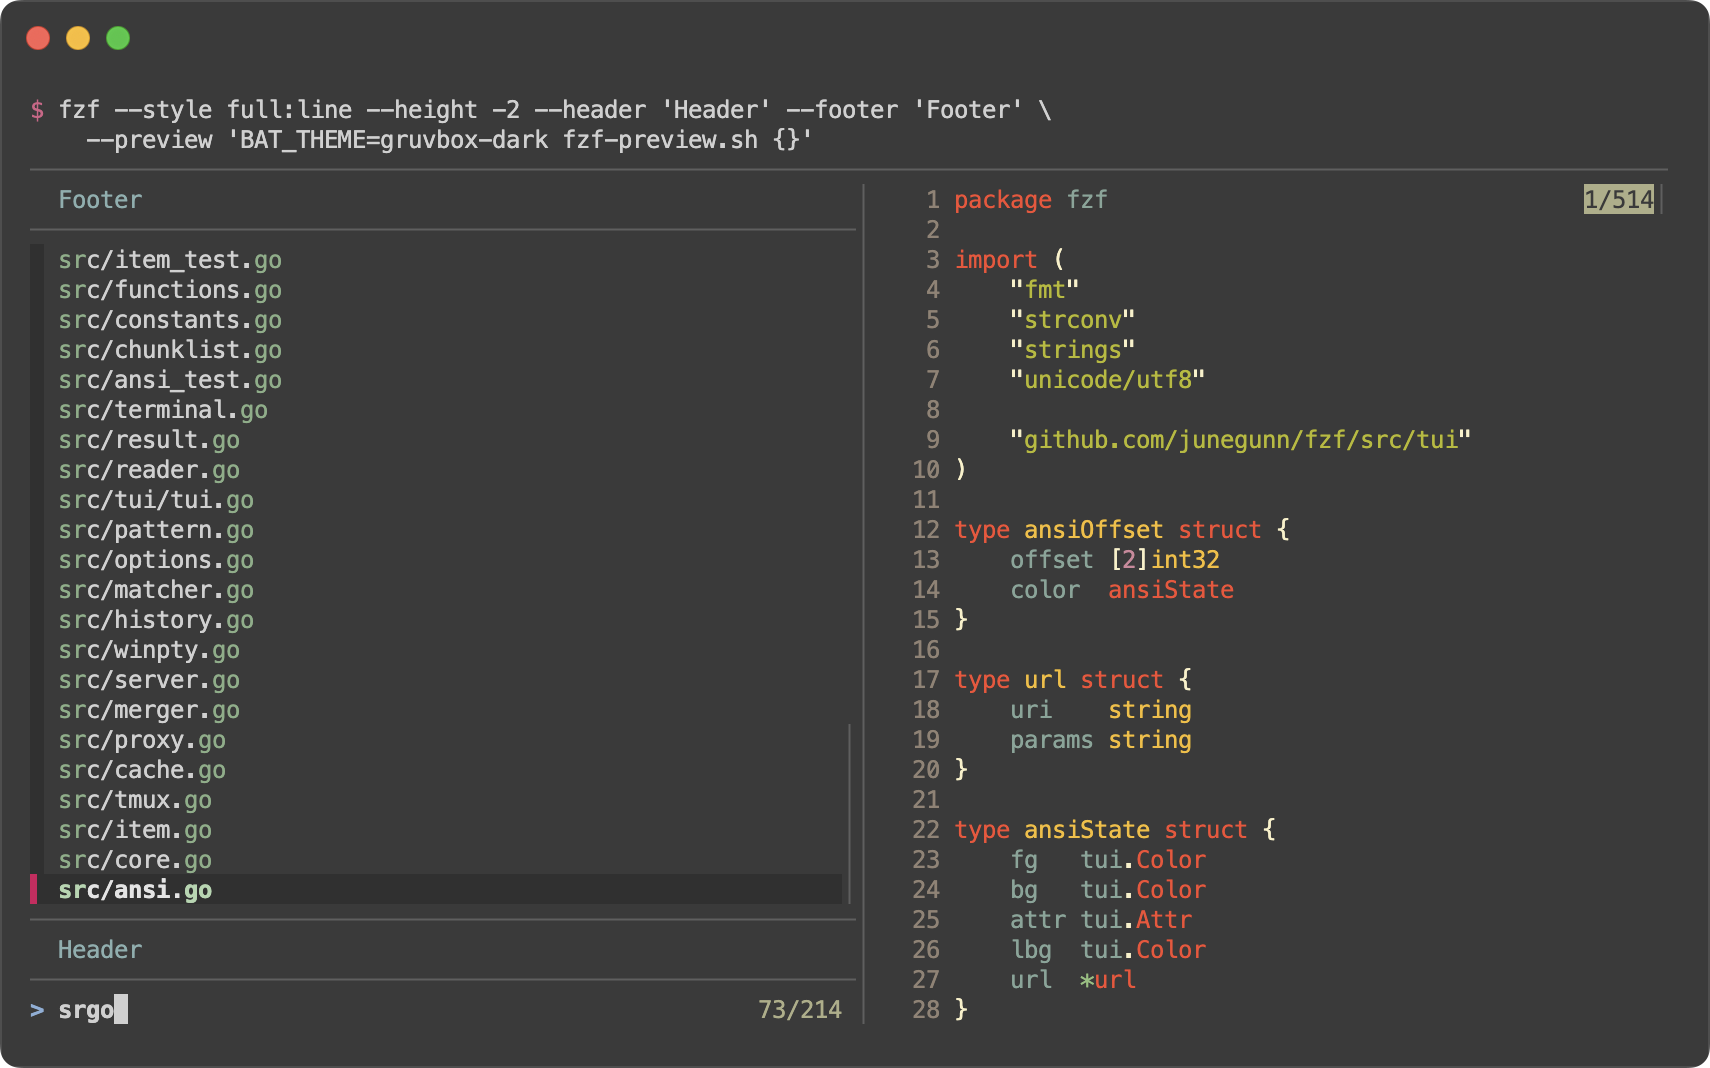 $ fzf --style full:line --height -2 --header 'Header' --footer 'Footer' \
    --preview 'BAT_THEME=gruvbox-dark fzf-preview.sh {}'
Footer
src/item_test.go
src/functions.go
src/constants.go
src/chunklist.go
src/ansi_test.go
src/terminal.go
src/result.go
src/reader.go
src/tui/tui.go
src/pattern.go
src/options.go
src/matcher.go
src/history.go
src/winpty.go
src/server.go
src/merger.go
src/proxy.go
src/cache.go
src/tmux.go
src/item.go
src/core.go
src/ansi.go
Header
> srgo 73/214
1 package fzf 1/514
2
3 import (
4     "fmt"
5     "strconv"
6     "strings"
7     "unicode/utf8"
8
9     "github.com/junegunn/fzf/src/tui"
10 )
11
12 type ansiOffset struct {
13     offset [2]int32
14     color  ansiState
15 }
16
17 type url struct {
18     uri    string
19     params string
20 }
21
22 type ansiState struct {
23     fg   tui.Color
24     bg   tui.Color
25     attr tui.Attr
26     lbg  tui.Color
27     url  *url
28 }